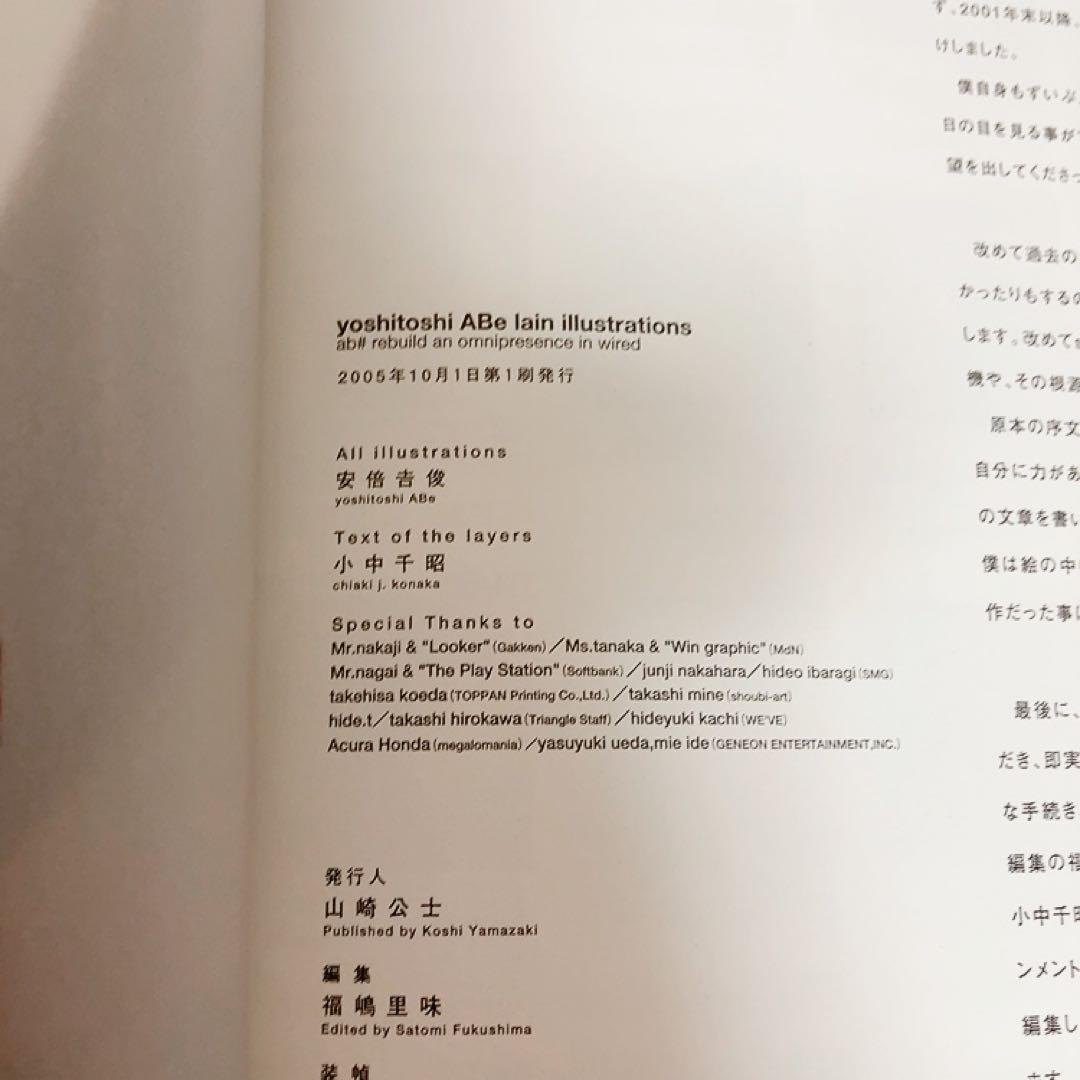 yoshitoshi ABe lain illustrations
ab# rebuild an omnipresence in wired
2005年10月1日第1刷発行
All illustrations
安倍吉俊
yoshitoshi ABe
Text of the layers
小中千昭
chiaki j. konaka
Special Thanks to
Mr.nakaji & "Looker"(Gakken)／Ms.tanaka & "Win graphic"(MdN)
Mr.nagai & "The Play Station"(Softbank)／junji nakahara／hideo ibaragi(SMG)
takehisa koeda(TOPPAN Printing Co.,Ltd.)／takashi mine(shoubi-art)
hide.t／takashi hirokawa(Triangle Staff)／hideyuki kachi(WE'VE)
Acura Honda(megalomania)／yasuyuki ueda,mie ide(GENEON ENTERTAINMENT,INC.)
発行人
山崎公士
Published by Koshi Yamazaki
編集
福嶋里味
Edited by Satomi Fukushima
装幀
す。2001年末以降、
けしました。
僕自身もずいぶ
日の目を見る事が
望を出してくださっ
改めて過去の
かったりもするの
します。改めて
機や、その根源
原本の序文
自分に力があ
の文章を書い
僕は絵の中
作だった事に
最後に、
だき、即実
な手続き
編集の福
小中千昭
ンメント
編集し
ます